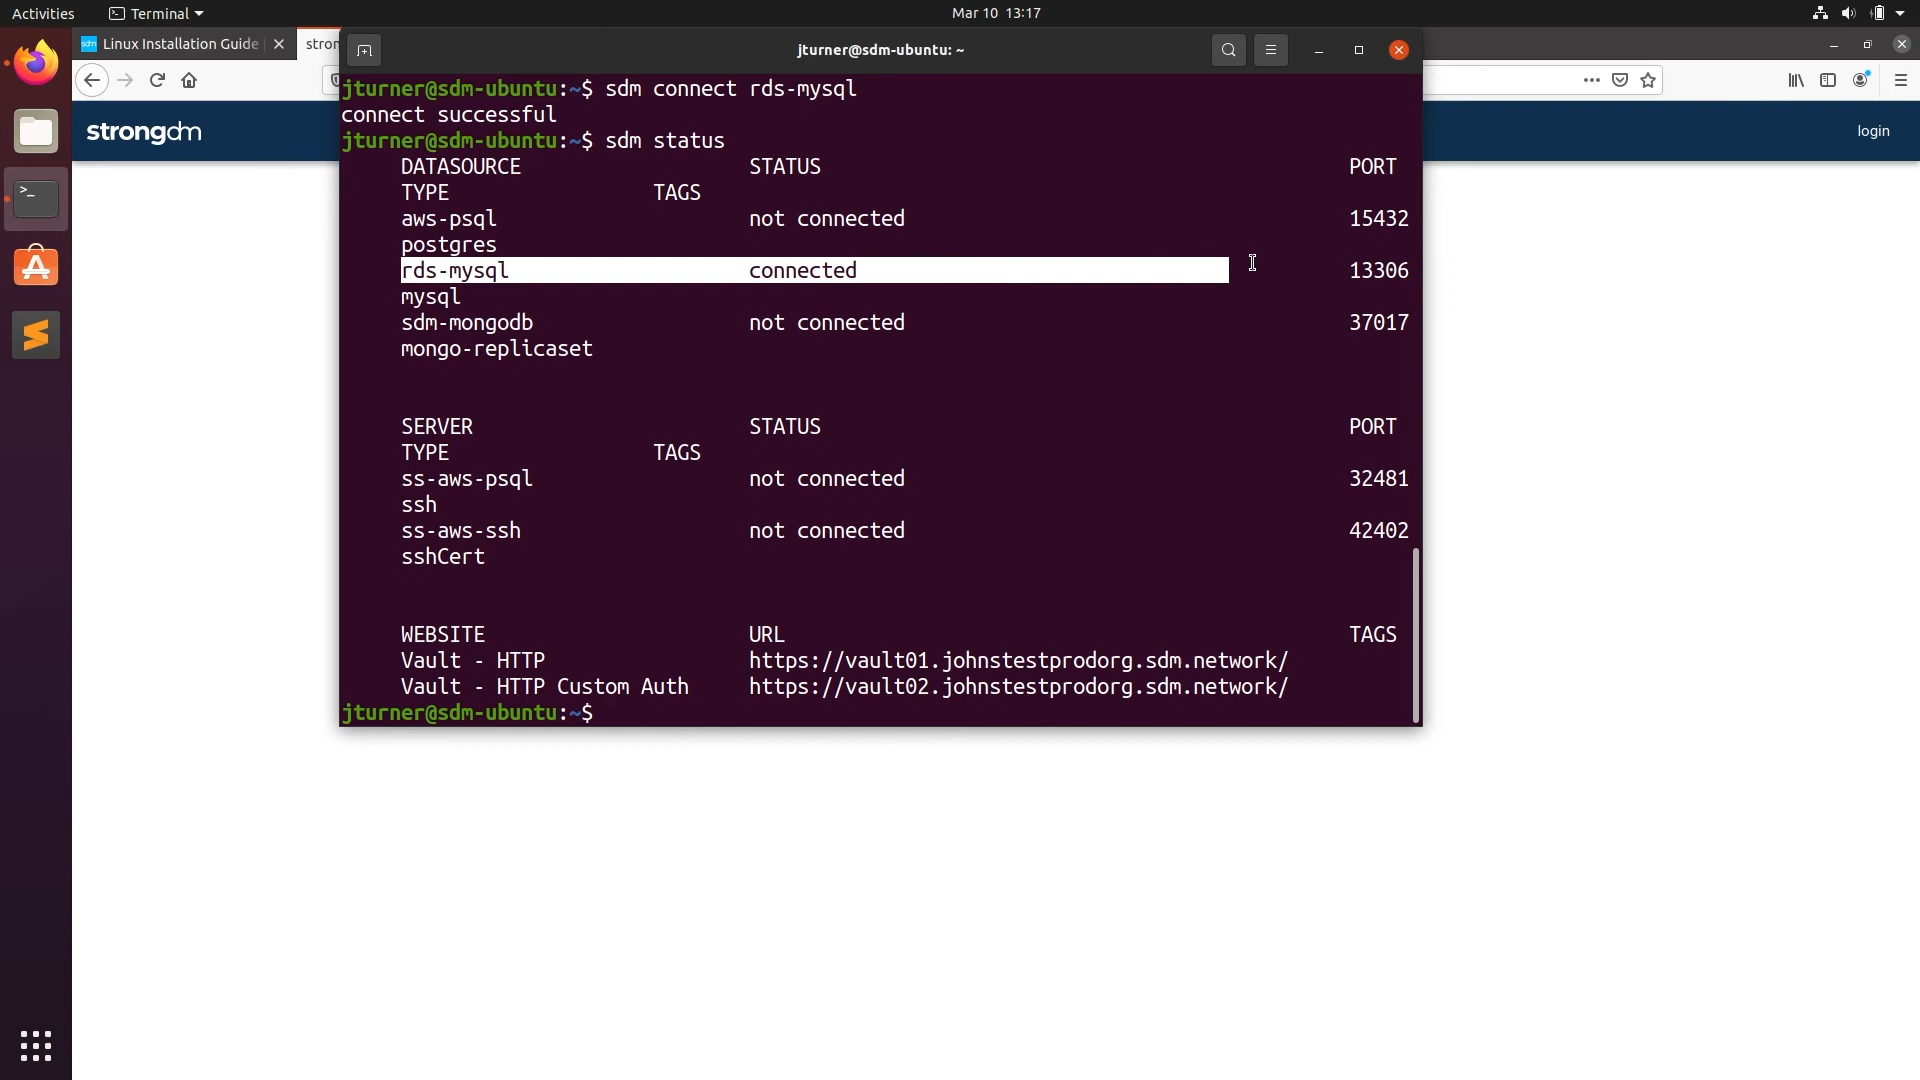 Activities
Terminal
Mar 10 13:17
sdm
Linux Installation Guide
stron
jturner@sdm-ubuntu: ~
strongdm
login
jturner@sdm-ubuntu:~$ sdm connect rds-mysql
connect successful
jturner@sdm-ubuntu:~$ sdm status
DATASOURCE STATUS PORT
TYPE TAGS
aws-psql not connected 15432
postgres
rds-mysql connected 13306
mysql
sdm-mongodb not connected 37017
mongo-replicaset
SERVER STATUS PORT
TYPE TAGS
ss-aws-psql not connected 32481
ssh
ss-aws-ssh not connected 42402
sshCert
WEBSITE URL TAGS
Vault - HTTP https://vault01.johnstestprodorg.sdm.network/
Vault - HTTP Custom Auth https://vault02.johnstestprodorg.sdm.network/
jturner@sdm-ubuntu:~$